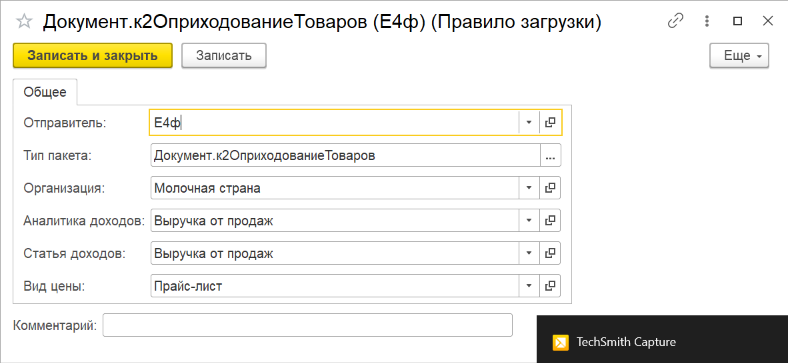 Документ.к2ОприходованиеТоваров (Е4ф) (Правило загрузки)
Записать и закрыть Записать Еще
Общее
Отправитель: Е4ф
Тип пакета: Документ.к2ОприходованиеТоваров ...
Организация: Молочная страна
Аналитика доходов: Выручка от продаж
Статья доходов: Выручка от продаж
Вид цены: Прайс-лист
Комментарий:
TechSmith Capture